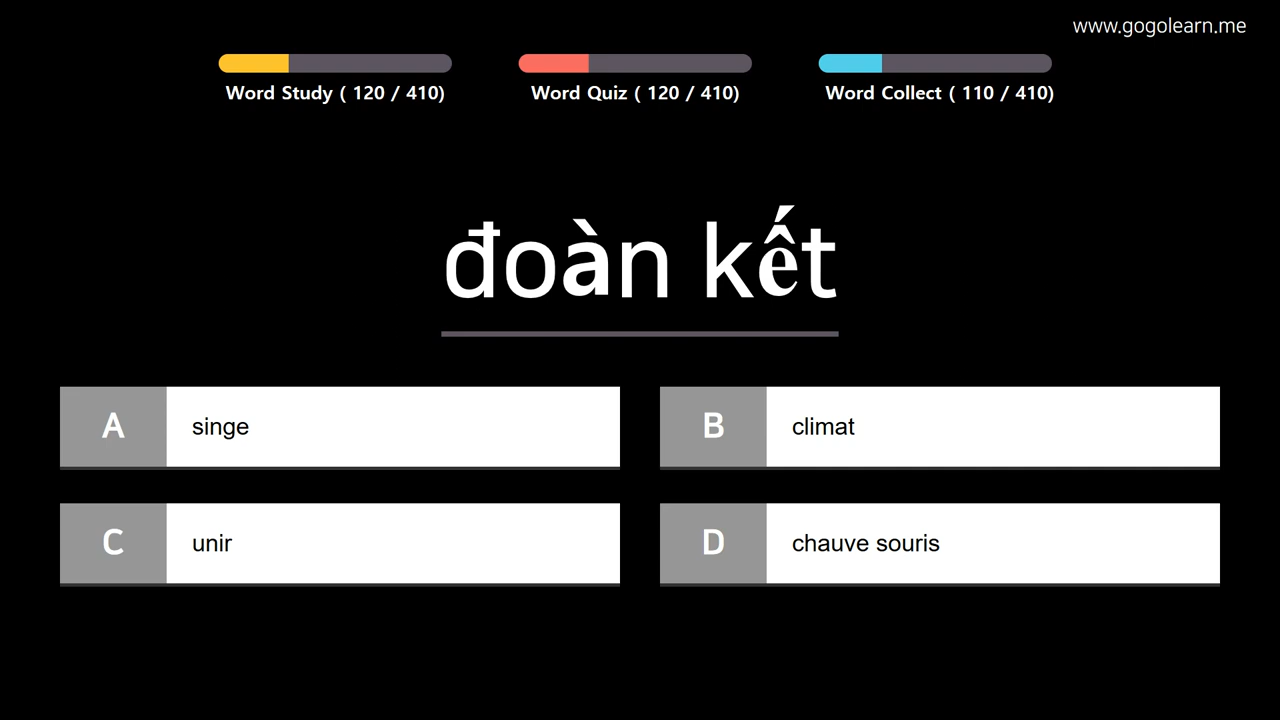 www.gogolearn.me
Word Study ( 120 / 410)
Word Quiz ( 120 / 410)
Word Collect ( 110 / 410)
đoàn kết
A singe
B climat
C unir
D chauve souris